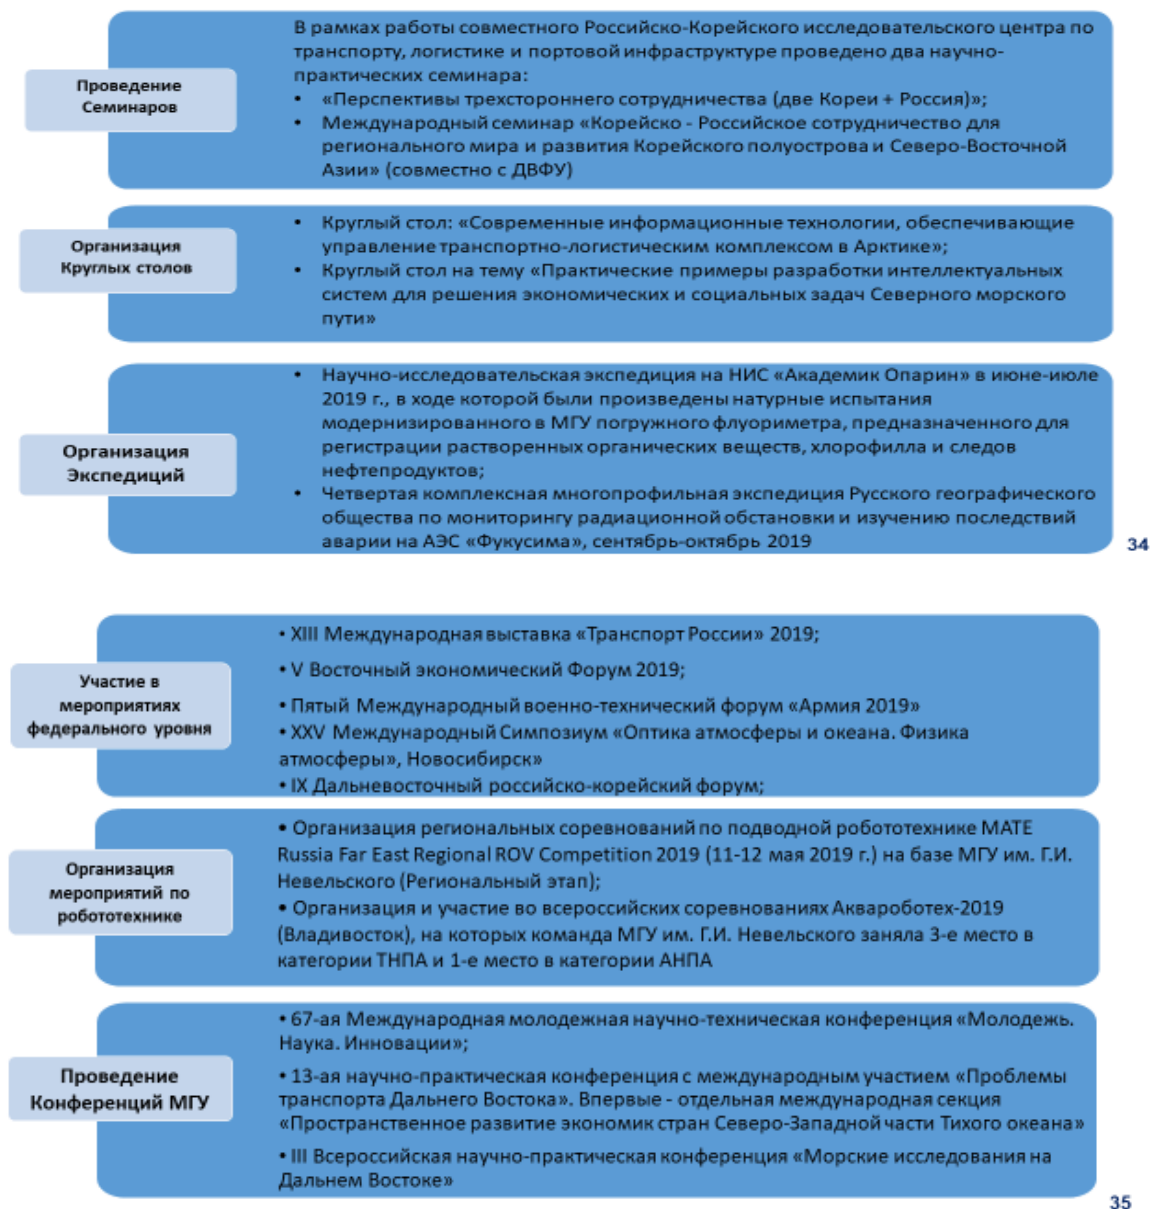 В рамках работы совместного Российско-Корейского исследовательского центра по
транспорту, логистике и портовой инфраструктуре проведено два научно-
практических семинара:
Проведение
Семинаров
• «Перспективы трехстороннего сотрудничества (две Кореи + Россия)»;
• Международный семинар «Корейско - Российское сотрудничество для
регионального мира и развития Корейского полуострова и Северо-Восточной
Азии» (совместно с ДВФУ)
Организация
Круглых столов
• Круглый стол: «Современные информационные технологии, обеспечивающие
управление транспортно-логистическим комплексом в Арктике»;
• Круглый стол на тему «Практические примеры разработки интеллектуальных
систем для решения экономических и социальных задач Северного морского
пути»
Организация
Экспедиций
• Научно-исследовательская экспедиция на НИС «Академик Опарин» в июне-июле
2019 г., в ходе которой были произведены натурные испытания
модернизированного в МГУ погружного флуориметра, предназначенного для
регистрации растворенных органических веществ, хлорофилла и следов
нефтепродуктов;
• Четвертая комплексная многопрофильная экспедиция Русского географического
общества по мониторингу радиационной обстановки и изучению последствий
аварии на АЭС «Фукусима», сентябрь-октябрь 2019
34
Участие в
мероприятиях
федерального уровня
• XIII Международная выставка «Транспорт России» 2019;
• V Восточный экономический Форум 2019;
• Пятый Международный военно-технический форум «Армия 2019»
• XXV Международный Симпозиум «Оптика атмосферы и океана. Физика
атмосферы», Новосибирск»
• IX Дальневосточный российско-корейский форум;
Организация
мероприятий по
робототехнике
• Организация региональных соревнований по подводной робототехнике MATE
Russia Far East Regional ROV Competition 2019 (11-12 мая 2019 г.) на базе МГУ им. Г.И.
Невельского (Региональный этап);
• Организация и участие во всероссийских соревнованиях Аквароботех-2019
(Владивосток), на которых команда МГУ им. Г.И. Невельского заняла 3-е место в
категории ТНПА и 1-е место в категории АНПА
Проведение
Конференций МГУ
• 67-ая Международная молодежная научно-техническая конференция «Молодежь.
Наука. Инновации»;
• 13-ая научно-практическая конференция с международным участием «Проблемы
транспорта Дальнего Востока». Впервые - отдельная международная секция
«Пространственное развитие экономик стран Северо-Западной части Тихого океана»
• III Всероссийская научно-практическая конференция «Морские исследования на
Дальнем Востоке»
35